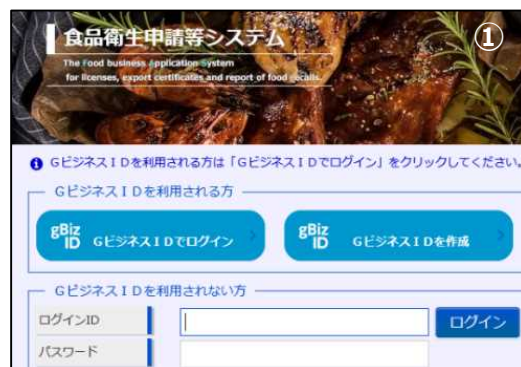 食品衛生申請等システム
①
The Food business Application System
for licenses, export certificates and report of food recalls.
GビジネスIDを利用される方は「GビジネスIDでログイン」をクリックしてください。
GビジネスIDを利用される方
gBiz ID GビジネスIDでログイン
gBiz ID GビジネスIDを作成
GビジネスIDを利用されない方
ログインID
ログイン
パスワード